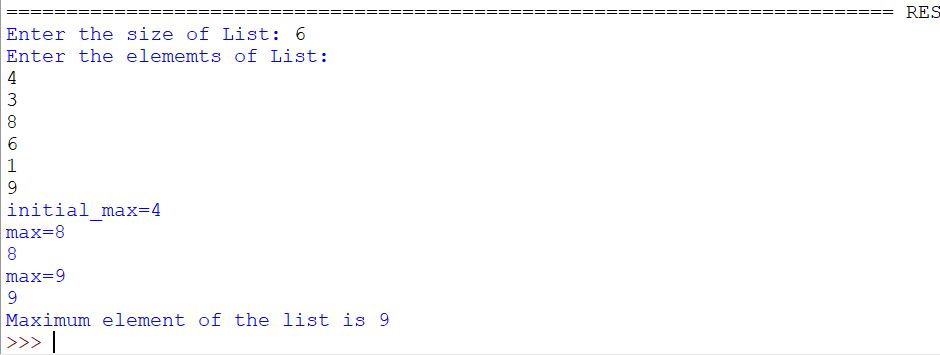 ============================================================================ RES
Enter the size of List: 6
Enter the elememts of List:
4
3
8
6
1
9
initial_max=4
max=8
8
max=9
9
Maximum element of the list is 9
>>>